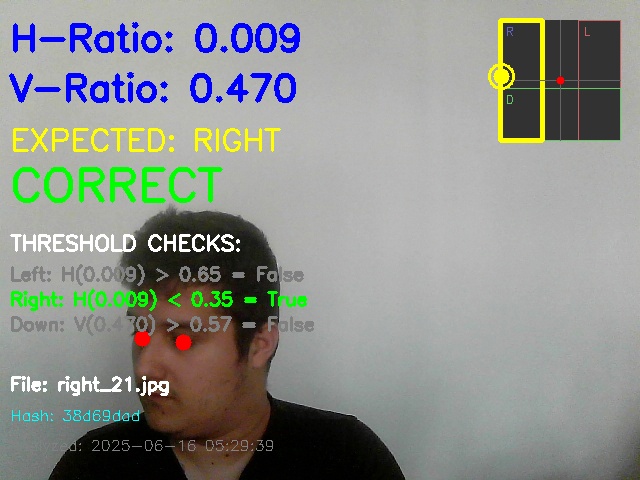 H-Ratio: 0.009
V-Ratio: 0.470
EXPECTED: RIGHT
CORRECT
THRESHOLD CHECKS:
Left: H(0.009) > 0.65 = False
Right: H(0.009) < 0.35 = True
Down: V(0.470) > 0.57 = False
File: right_21.jpg
Hash: 38d69dad
2025-06-16 05:29:39
R
L
D